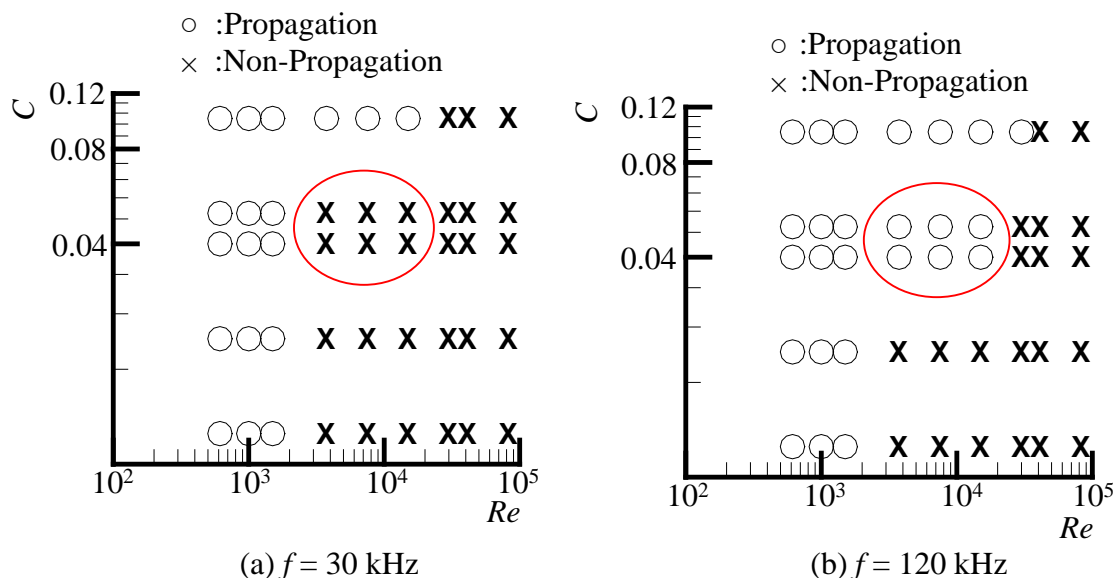 ○ :Propagation
× :Non-Propagation
C
0.12
0.08
0.04
10²
10³
10⁴
10⁵
Re
(a) f = 30 kHz
○ :Propagation
× :Non-Propagation
C
0.12
0.08
0.04
10²
10³
10⁴
10⁵
Re
(b) f = 120 kHz